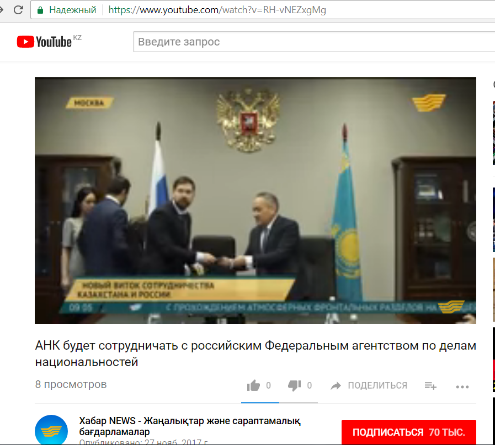 Надежный
https://www.youtube.com/watch?v=RH-vNEZxgMg
YouTube KZ
Введите запрос
МОСКВА
НОВЫЙ ВИТОК СОТРУДНИЧЕСТВА
КАЗАХСТАНА И РОССИИ
09:05
С ПРОХОЖДЕНИЕМ АТМОСФЕРНЫХ ФРОНТАЛЬНЫХ РАЗДЕЛОВ НА
АНК будет сотрудничать с российским Федеральным агентством по делам
национальностей
8 просмотров
0
0
ПОДЕЛИТЬСЯ
Хабар NEWS - Жаңалықтар және сараптамалық
бағдарламалар
ПОДПИСАТЬСЯ 70 ТЫС.
Опубликовано: 27 нояб. 2017 г.